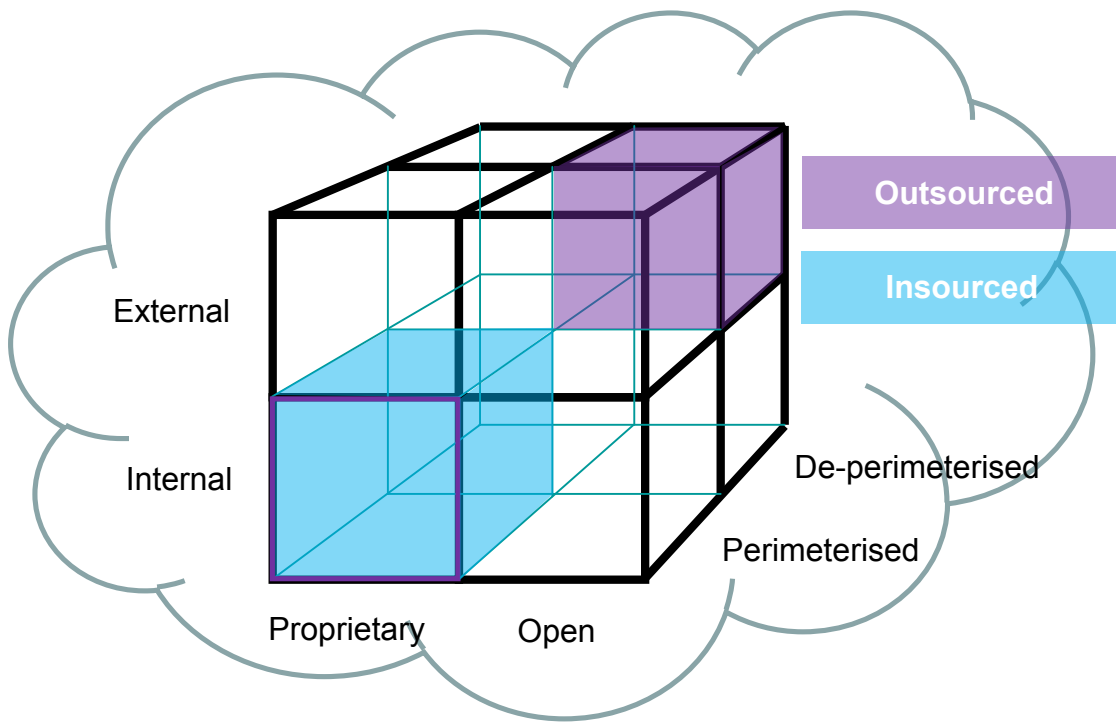 Outsourced
Insourced
External
Internal
De-perimeterised
Perimeterised
Proprietary
Open